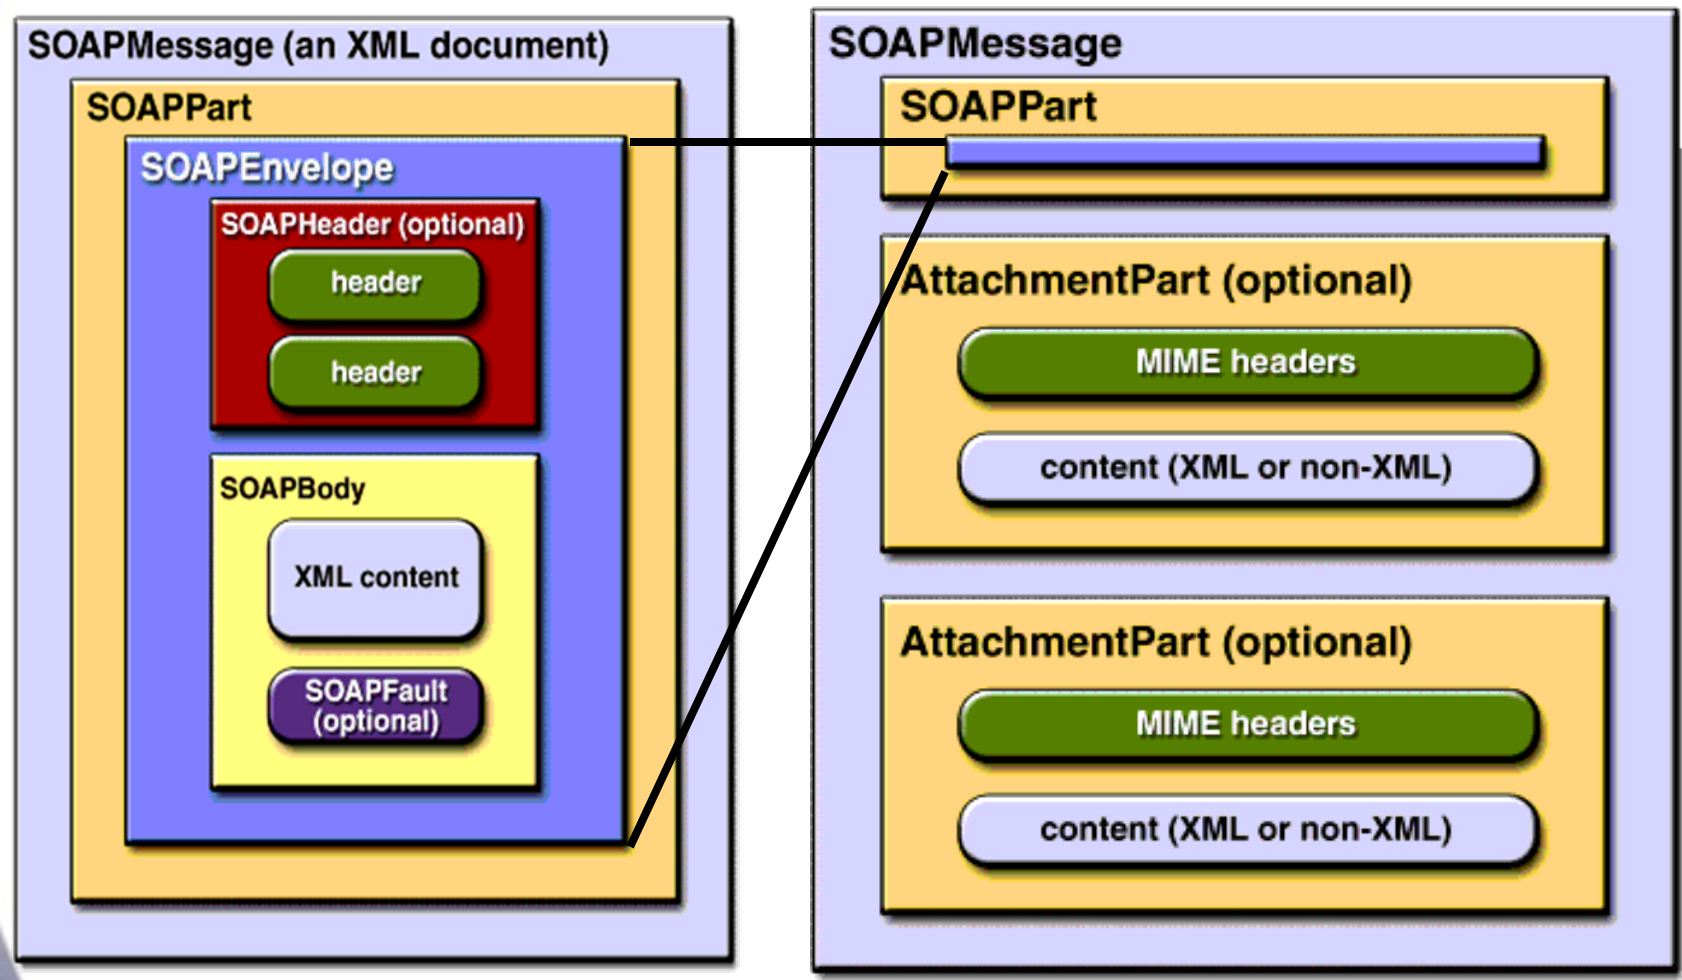 SOAPMessage (an XML document)
SOAPPart
SOAPEnvelope
SOAPHeader (optional)
header
header
SOAPBody
XML content
SOAPFault
(optional)
SOAPMessage
SOAPPart
AttachmentPart (optional)
MIME headers
content (XML or non-XML)
AttachmentPart (optional)
MIME headers
content (XML or non-XML)